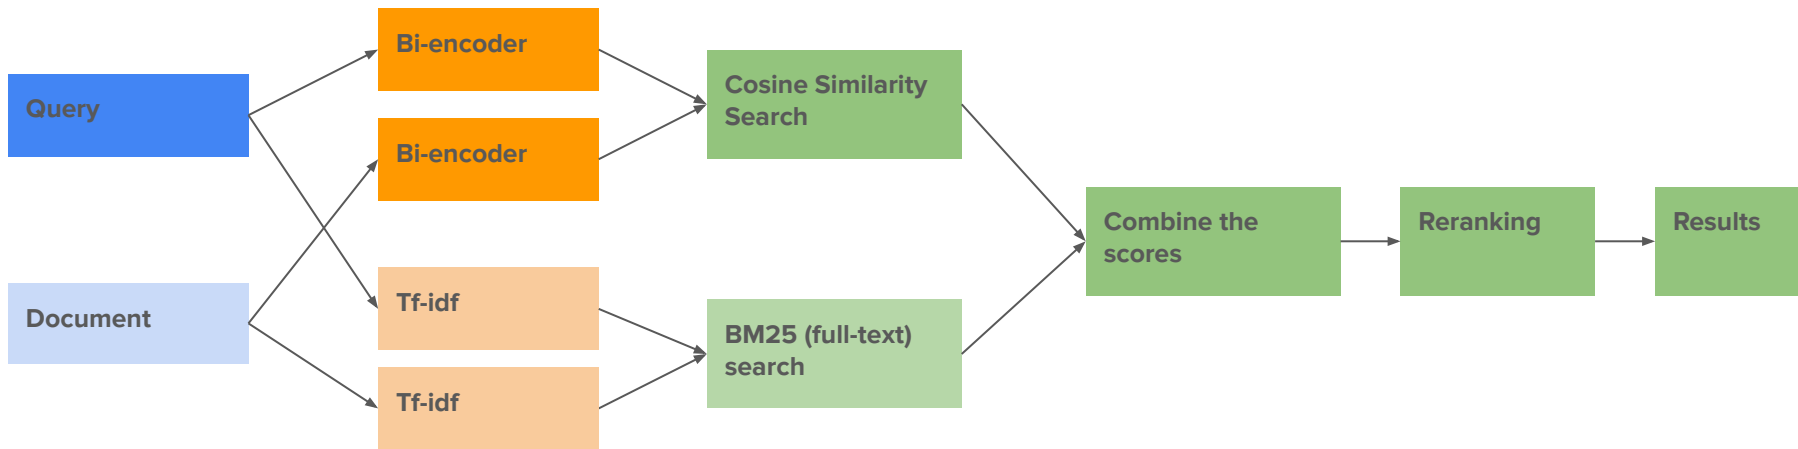 Query
Document
Bi-encoder
Bi-encoder
Tf-idf
Tf-idf
Cosine Similarity
Search
BM25 (full-text)
search
Combine the
scores
Reranking
Results